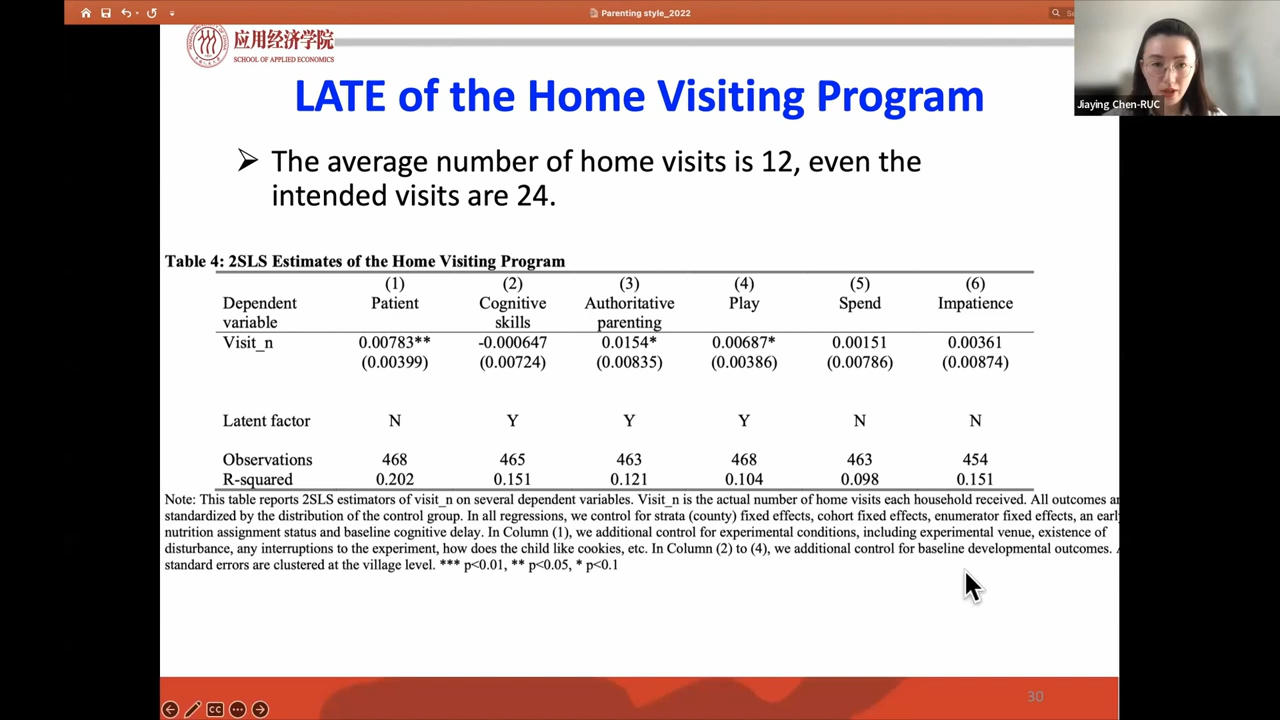 Parenting style_2022
Se
应用经济学院
SCHOOL OF APPLIED ECONOMICS
Jiaying Chen-RUC
LATE of the Home Visiting Program
➢ The average number of home visits is 12, even the
intended visits are 24.
Table 4: 2SLS Estimates of the Home Visiting Program
(1) (2) (3) (4) (5) (6)
Dependent Patient Cognitive Authoritative Play Spend Impatience
variable skills parenting
Visit_n 0.00783** -0.000647 0.0154* 0.00687* 0.00151 0.00361
(0.00399) (0.00724) (0.00835) (0.00386) (0.00786) (0.00874)
Latent factor N Y Y Y N N
Observations 468 465 463 468 463 454
R-squared 0.202 0.151 0.121 0.104 0.098 0.151
Note: This table reports 2SLS estimators of visit_n on several dependent variables. Visit_n is the actual number of home visits each household received. All outcomes ar
standardized by the distribution of the control group. In all regressions, we control for strata (county) fixed effects, cohort fixed effects, enumerator fixed effects, an early
nutrition assignment status and baseline cognitive delay. In Column (1), we additional control for experimental conditions, including experimental venue, existence of
disturbance, any interruptions to the experiment, how does the child like cookies, etc. In Column (2) to (4), we additional control for baseline developmental outcomes. A
standard errors are clustered at the village level. *** p<0.01, ** p<0.05, * p<0.1
30
CC